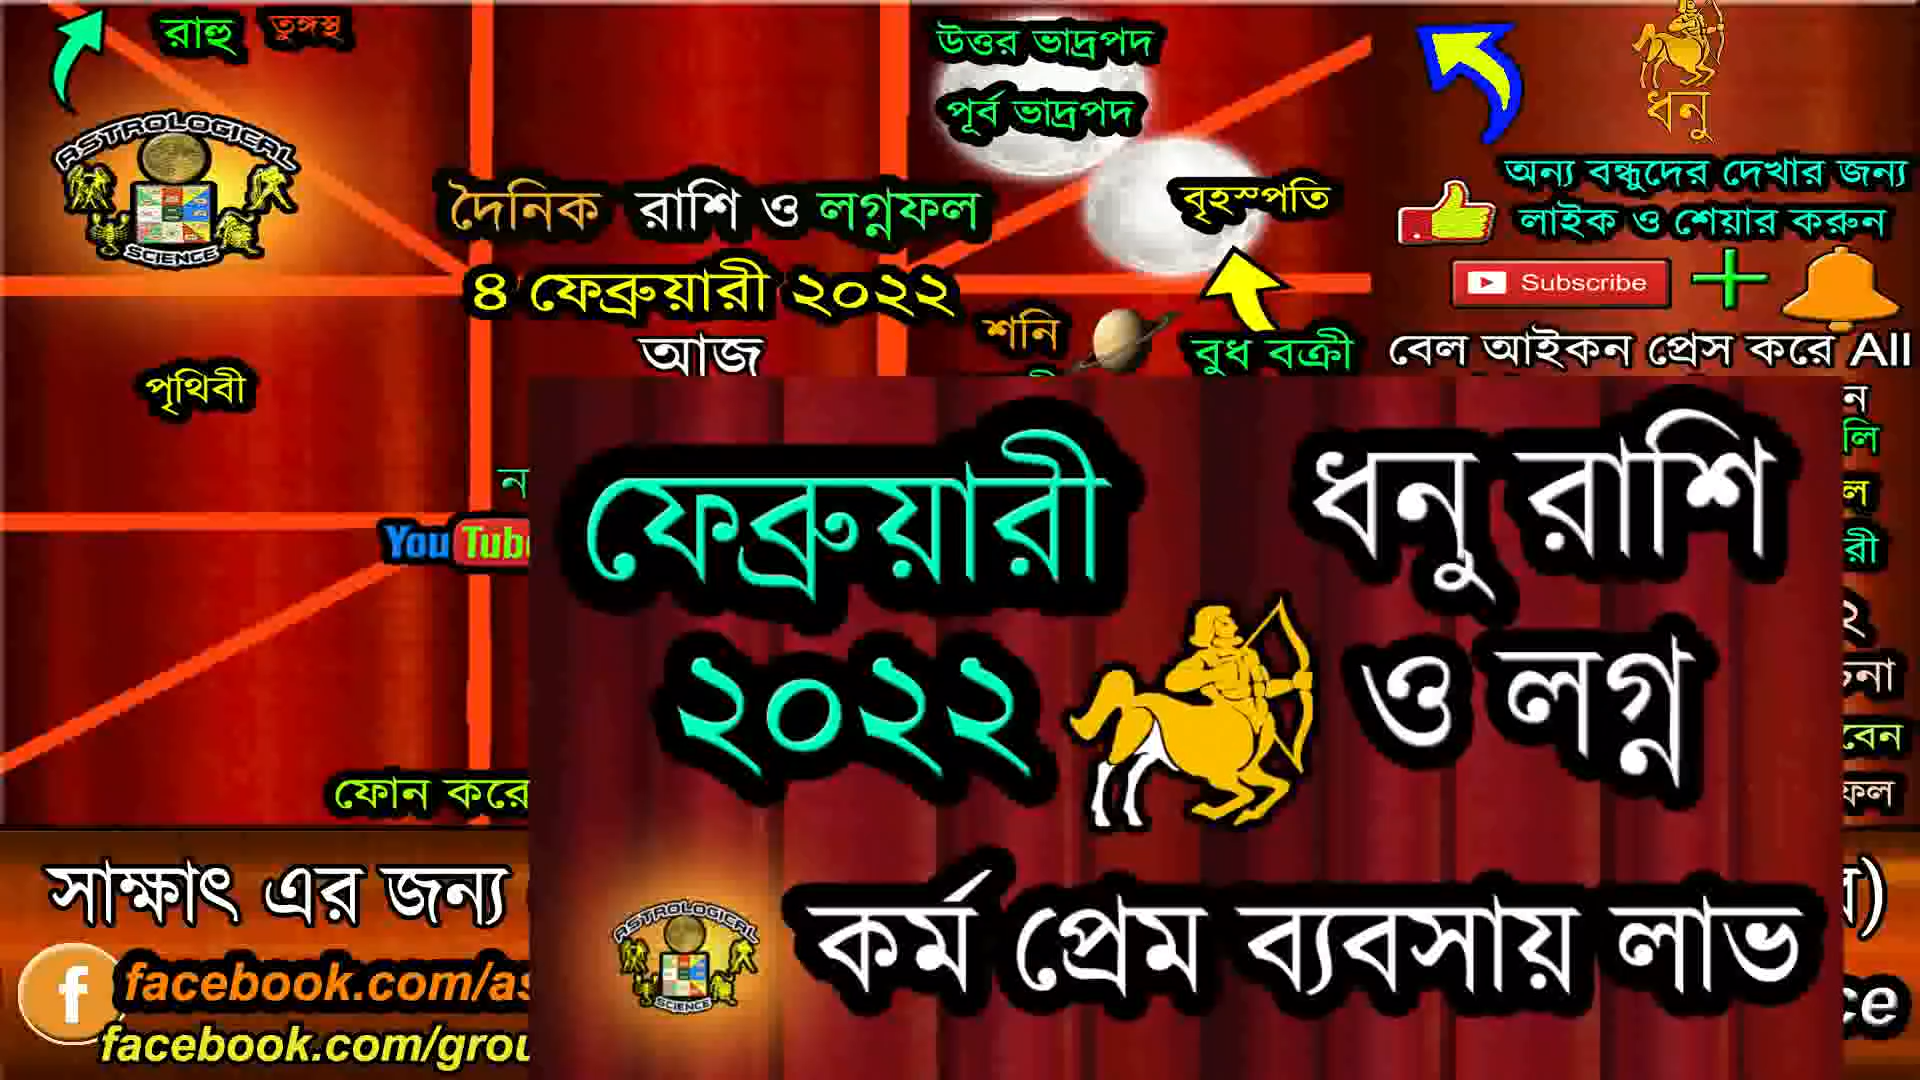 রাহু তুঙ্গস্থ
উত্তর ভাদ্রপদ
পূর্ব ভাদ্রপদ
ধনু
ASTROLOGICAL
SCIENCE
দৈনিক রাশি ও লগ্নফল
বৃহস্পতি
অন্য বন্ধুদের দেখার জন্য
লাইক ও শেয়ার করুন
Subscribe
৪ ফেব্রুয়ারী ২০২২
শনি
বুধ বক্রী
বেল আইকন প্রেস করে All
আজ
পৃথিবী
YouTube
ফেব্রুয়ারী
২০২২
ধনু রাশি
ও লগ্ন
ফোন করে
সাক্ষাৎ এর জন্য
কর্ম প্রেম ব্যবসায় লাভ
ASTROLOGICAL
SCIENCE
facebook.com/as
facebook.com/grou